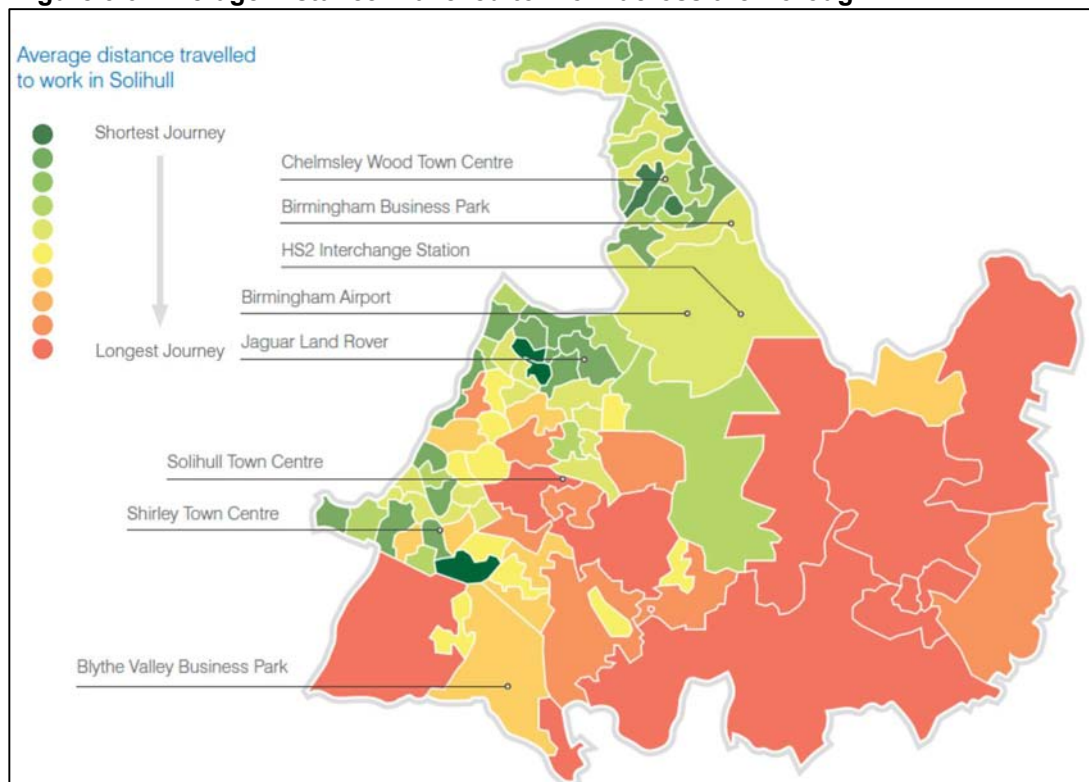 Average distance travelled
to work in Solihull
Shortest Journey
Longest Journey
Chelmsley Wood Town Centre
Birmingham Business Park
HS2 Interchange Station
Birmingham Airport
Jaguar Land Rover
Solihull Town Centre
Shirley Town Centre
Blythe Valley Business Park